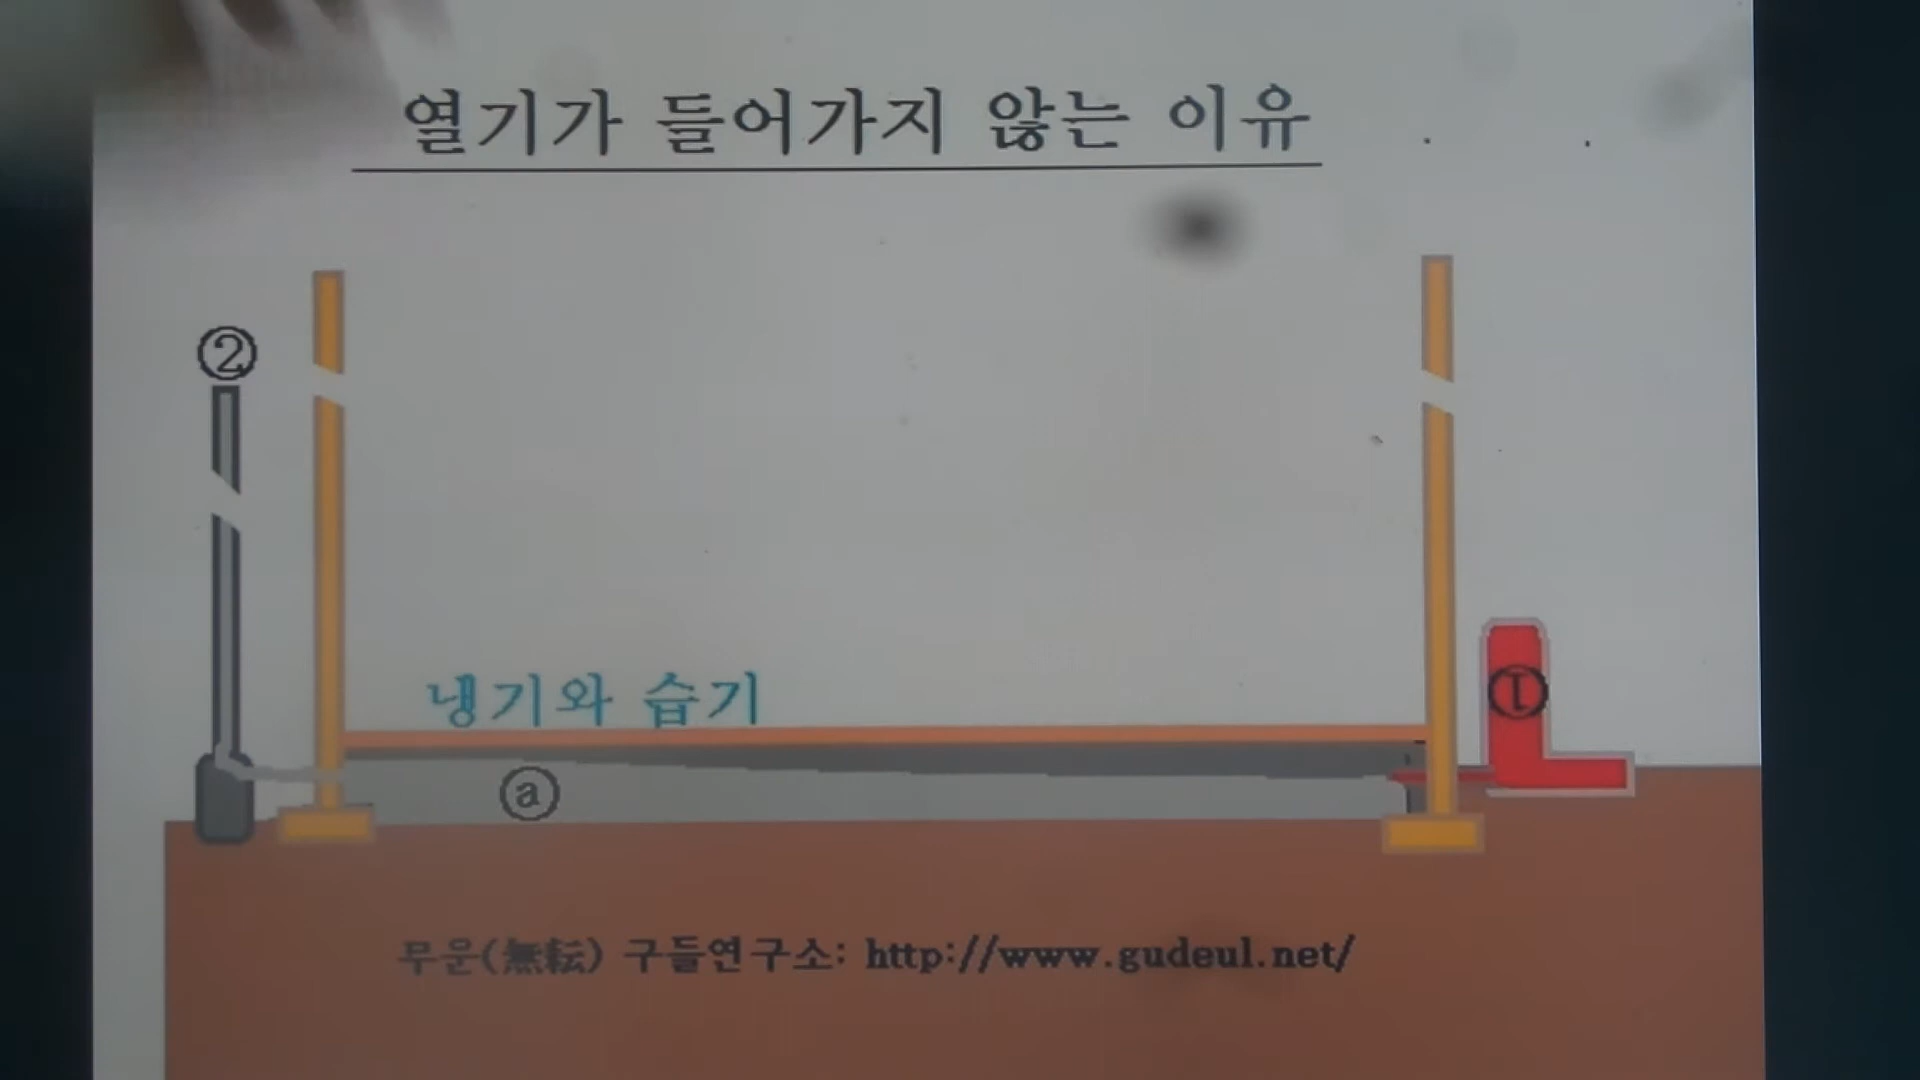 열기가 들어가지 않는 이유
②
①
냉기와 습기
ⓐ
무운(無耘) 구들연구소: http://www.gudeul.net/